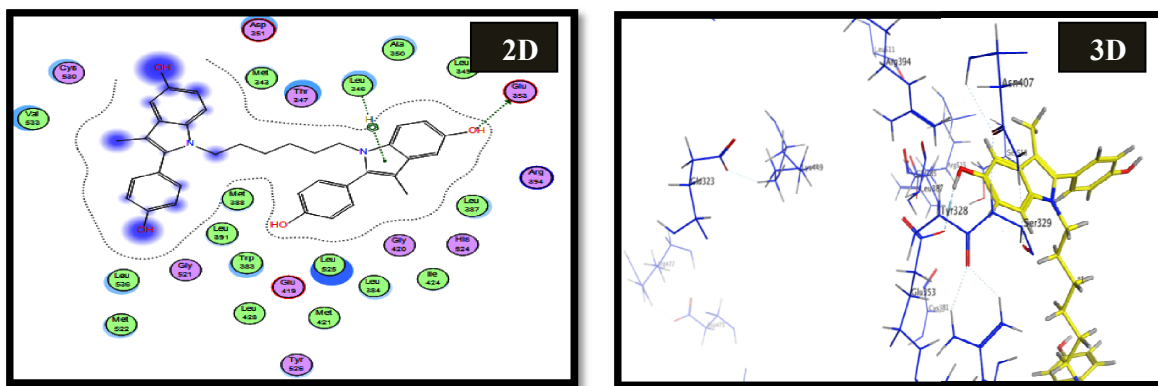 2D
Asp
351
Ala
350
Cys
530
Met
343
Leu
346
Glu
353
Thr
347
OH
Val
533
H
OH
N
N
Arg
394
Met
388
Leu
387
HO
OH
Leu
391
Gly
420
His
524
Gly
521
Trp
383
Leu
525
Ile
424
Leu
536
Glu
419
Leu
384
Leu
428
Met
421
Met
522
Tyr
526
3D
Arg394
Asn407
Glu323
Lys449
Leu387
Tyr328
Ser329
Glu353